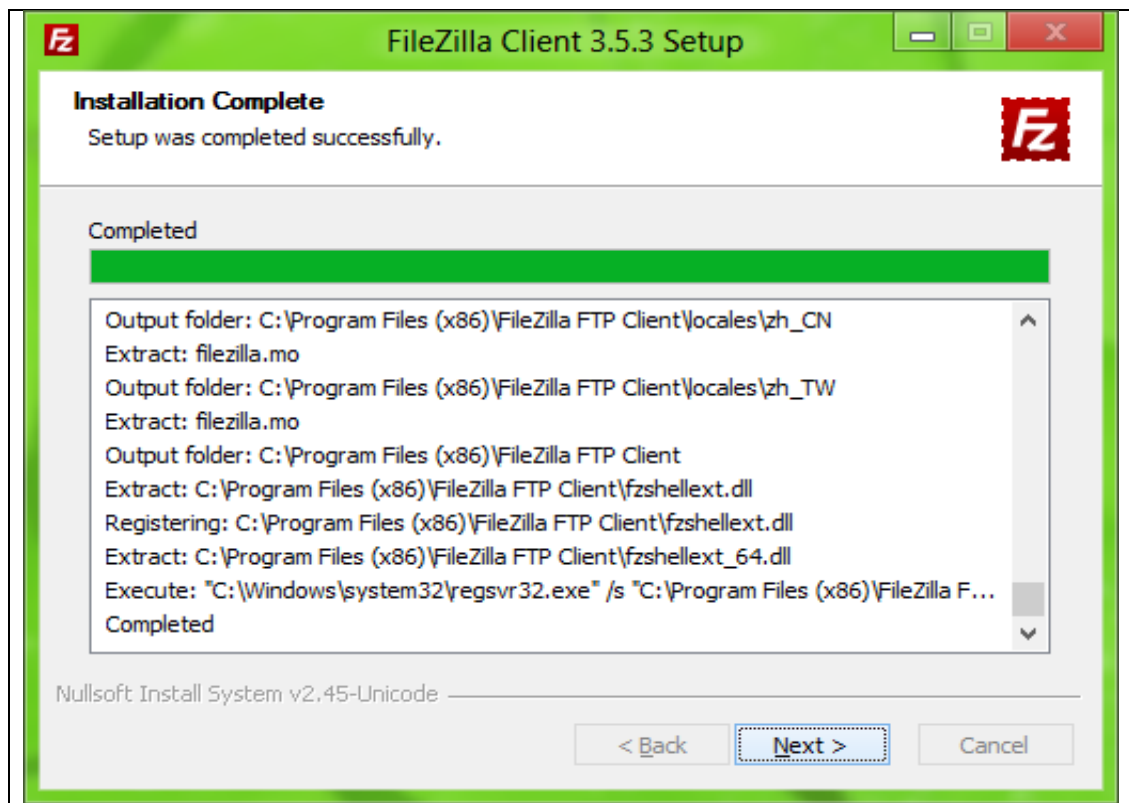 Fz
FileZilla Client 3.5.3 Setup
Installation Complete
Setup was completed successfully.
Fz
Completed
Output folder: C:\Program Files (x86)\FileZilla FTP Client\locales\zh_CN
Extract: filezilla.mo
Output folder: C:\Program Files (x86)\FileZilla FTP Client\locales\zh_TW
Extract: filezilla.mo
Output folder: C:\Program Files (x86)\FileZilla FTP Client
Extract: C:\Program Files (x86)\FileZilla FTP Client\fzshellext.dll
Registering: C:\Program Files (x86)\FileZilla FTP Client\fzshellext.dll
Extract: C:\Program Files (x86)\FileZilla FTP Client\fzshellext_64.dll
Execute: "C:\Windows\system32\regsvr32.exe" /s "C:\Program Files (x86)\FileZilla F...
Completed
Nullsoft Install System v2.45-Unicode
< Back Next > Cancel